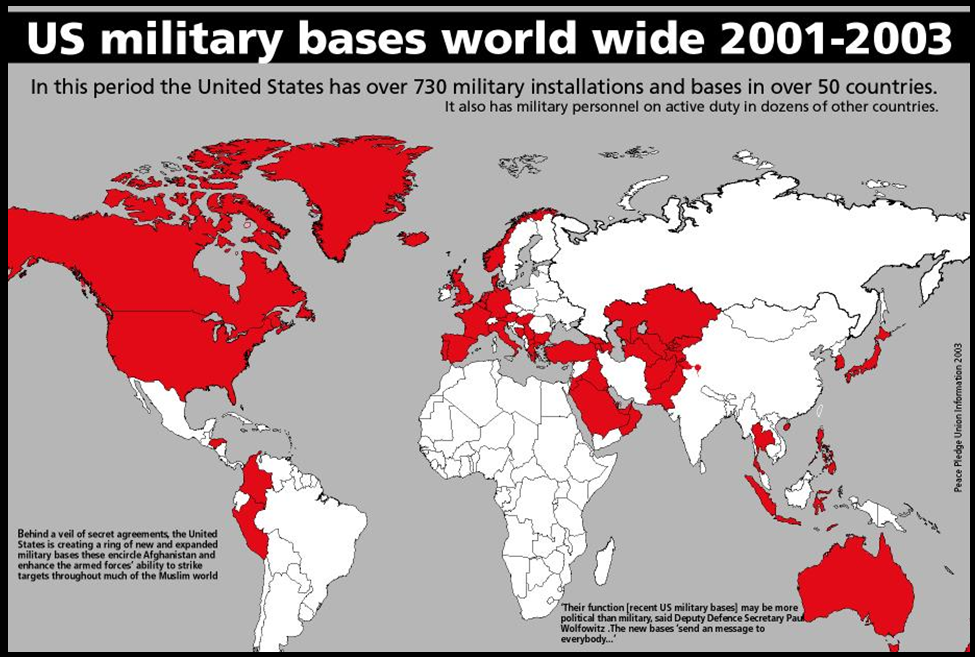 US military bases world wide 2001-2003
In this period the United States has over 730 military installations and bases in over 50 countries.
It also has military personnel on active duty in dozens of other countries.
Peace Pledge Union Information 2003
Behind a veil of secret agreements, the United
States is creating a ring of new and expanded
military bases these encircle Afghanistan and
enhance the armed forces’ ability to strike
targets throughout much of the Muslim world
‘Their function [recent US military bases] may be more
political than military, said Deputy Defence Secretary Paul
Wolfowitz .The new bases ‘send an message to
everybody...’